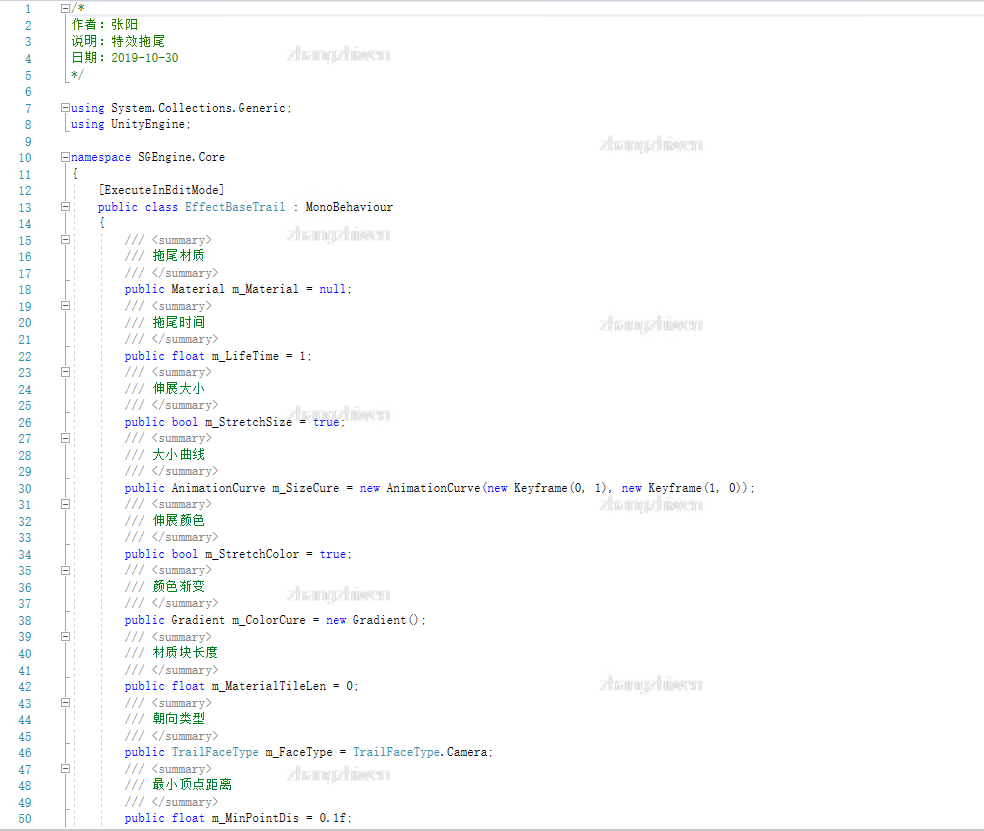 1 /*
2 作者: 张阳
3 说明: 特效拖尾
4 日期: 2019-10-30
5 */
6
7 using System.Collections.Generic;
8 using UnityEngine;
9
10 namespace SGEngine.Core
11 {
12 [ExecuteInEditMode]
13 public class EffectBaseTrail : MonoBehaviour
14 {
15 /// <summary>
16 /// 拖尾材质
17 /// </summary>
18 public Material m_Material = null;
19 /// <summary>
20 /// 拖尾时间
21 /// </summary>
22 public float m_LifeTime = 1;
23 /// <summary>
24 /// 伸展大小
25 /// </summary>
26 public bool m_StretchSize = true;
27 /// <summary>
28 /// 大小曲线
29 /// </summary>
30 public AnimationCurve m_SizeCure = new AnimationCurve(new Keyframe(0, 1), new Keyframe(1, 0));
31 /// <summary>
32 /// 伸展颜色
33 /// </summary>
34 public bool m_StretchColor = true;
35 /// <summary>
36 /// 颜色渐变
37 /// </summary>
38 public Gradient m_ColorCure = new Gradient();
39 /// <summary>
40 /// 材质块长度
41 /// </summary>
42 public float m_MaterialTileLen = 0;
43 /// <summary>
44 /// 朝向类型
45 /// </summary>
46 public TrailFaceType m_FaceType = TrailFaceType.Camera;
47 /// <summary>
48 /// 最小顶点距离
49 /// </summary>
50 public float m_MinPointDis = 0.1f;
zhangzhiwen
zhangzhiwen
zhangzhiwen
zhangzhiwen
zhangzhiwen
zhangzhiwen
zhangzhiwen
zhangzhiwen
zhangzhiwen